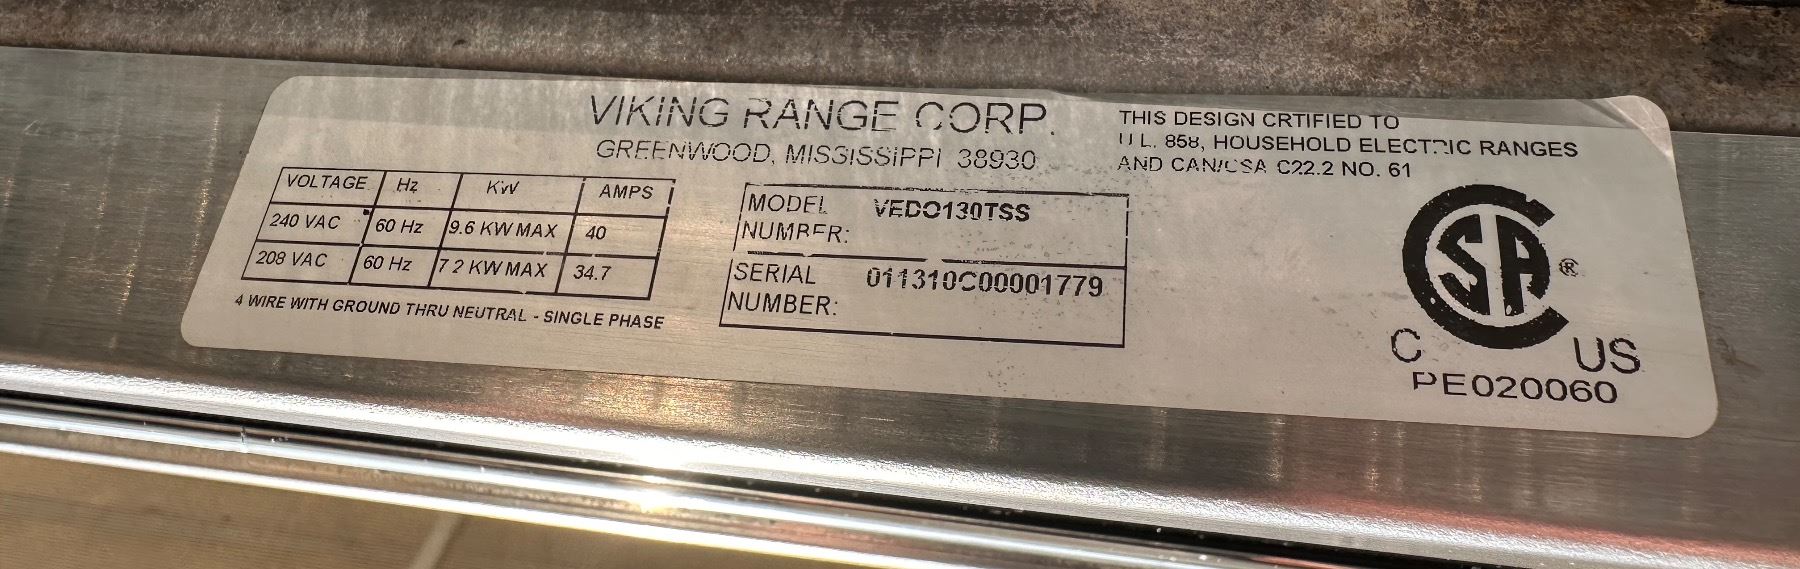 VIKING RANGE CORP.
GREENWOOD, MISSISSIPPI 38930
THIS DESIGN CRTIFIED TO
U L. 858, HOUSEHOLD ELECTRIC RANGES
AND CAN/CSA C22.2 NO. 61
VOLTAGE Hz KW AMPS
240 VAC 60 Hz 9.6 KW MAX 40
208 VAC 60 Hz 7 2 KW MAX 34.7
4 WIRE WITH GROUND THRU NEUTRAL - SINGLE PHASE
MODEL VEDO130TSS
NUMBER:
SERIAL 011310C00001779
NUMBER:
CSA ®
C US
PE020060